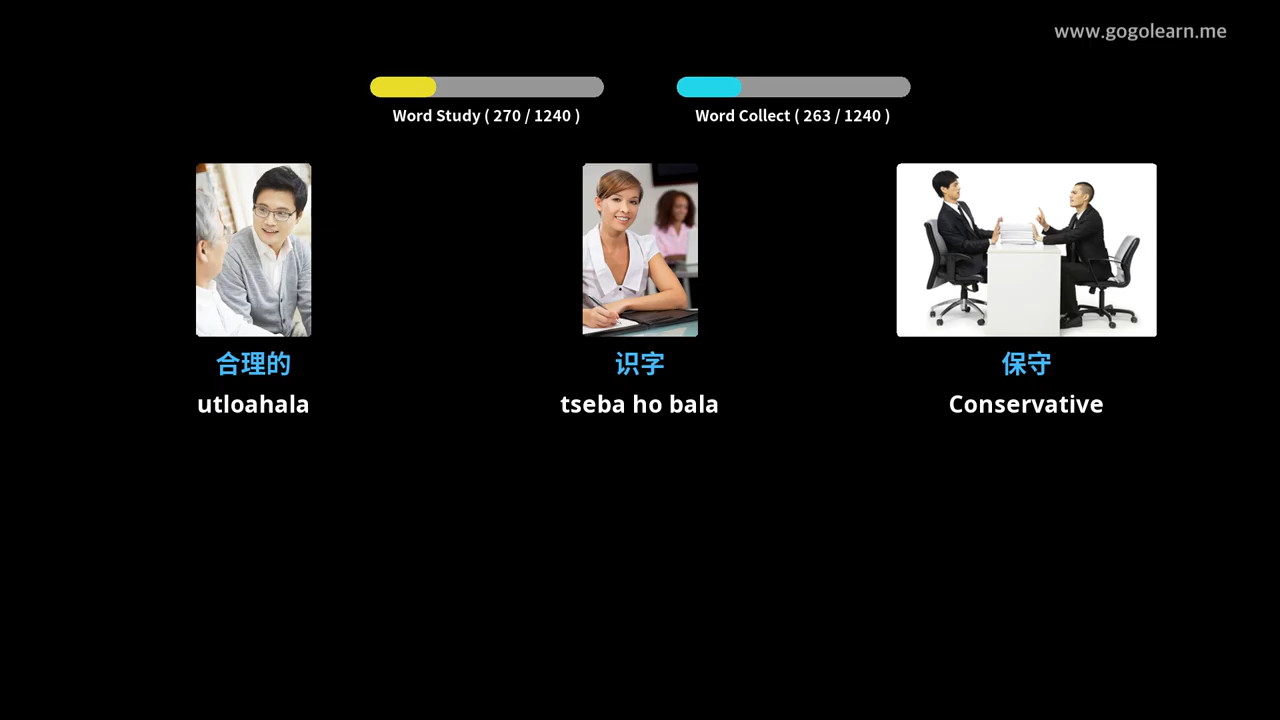 www.gogolearn.me
Word Study ( 270 / 1240 )
Word Collect ( 263 / 1240 )
合理的
识字
保守
utloahala
tseba ho bala
Conservative